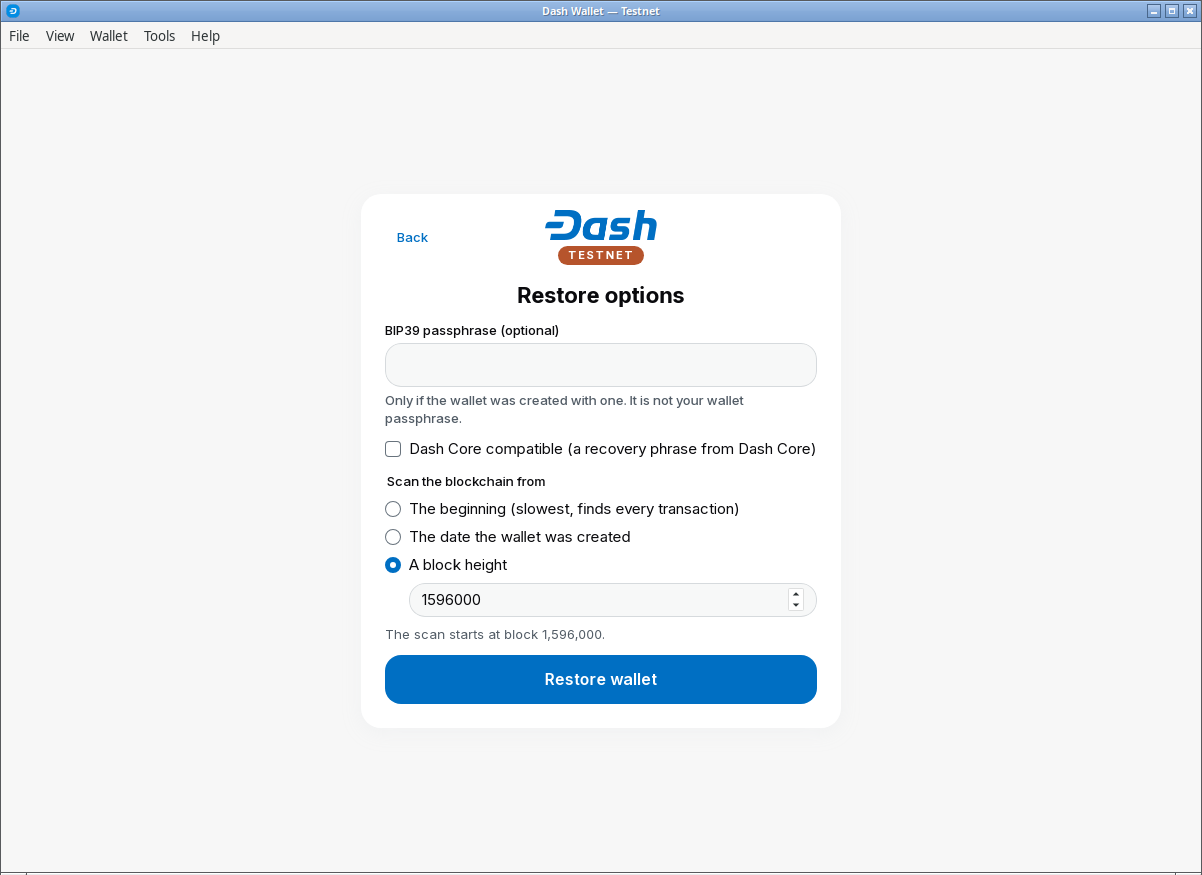 Dash Wallet — Testnet
File View Wallet Tools Help
Back
Dash
TESTNET
Restore options
BIP39 passphrase (optional)
Only if the wallet was created with one. It is not your wallet
passphrase.
Dash Core compatible (a recovery phrase from Dash Core)
Scan the blockchain from
The beginning (slowest, finds every transaction)
The date the wallet was created
A block height
1596000
The scan starts at block 1,596,000.
Restore wallet